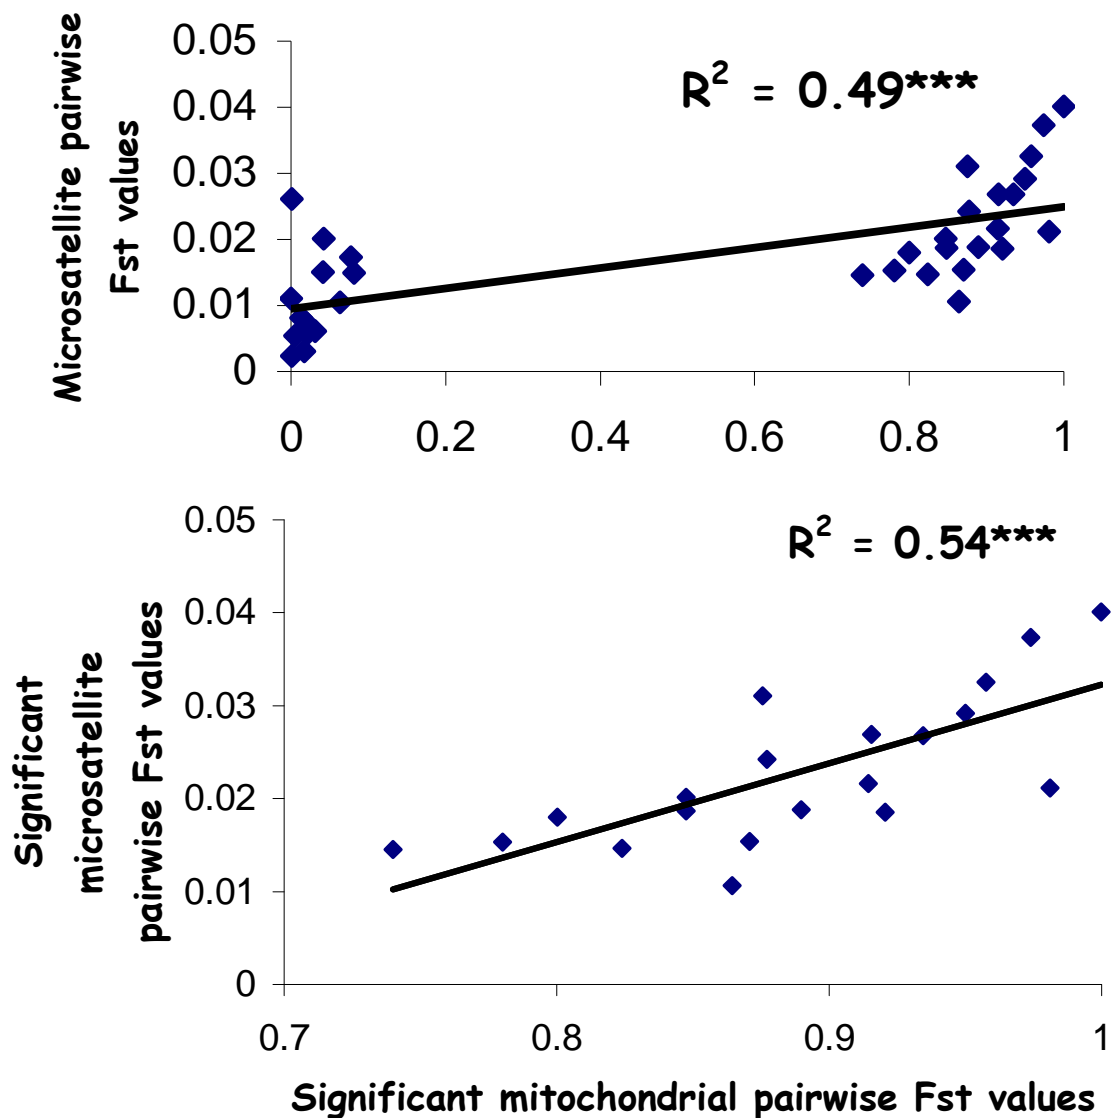 Microsatellite pairwise
Fst values
0.05
0.04
0.03
0.02
0.01
0
R² = 0.49***
0
0.2
0.4
0.6
0.8
1
Significant
microsatellite
pairwise Fst values
0.05
0.04
0.03
0.02
0.01
0
R² = 0.54***
0.7
0.8
0.9
1
Significant mitochondrial pairwise Fst values